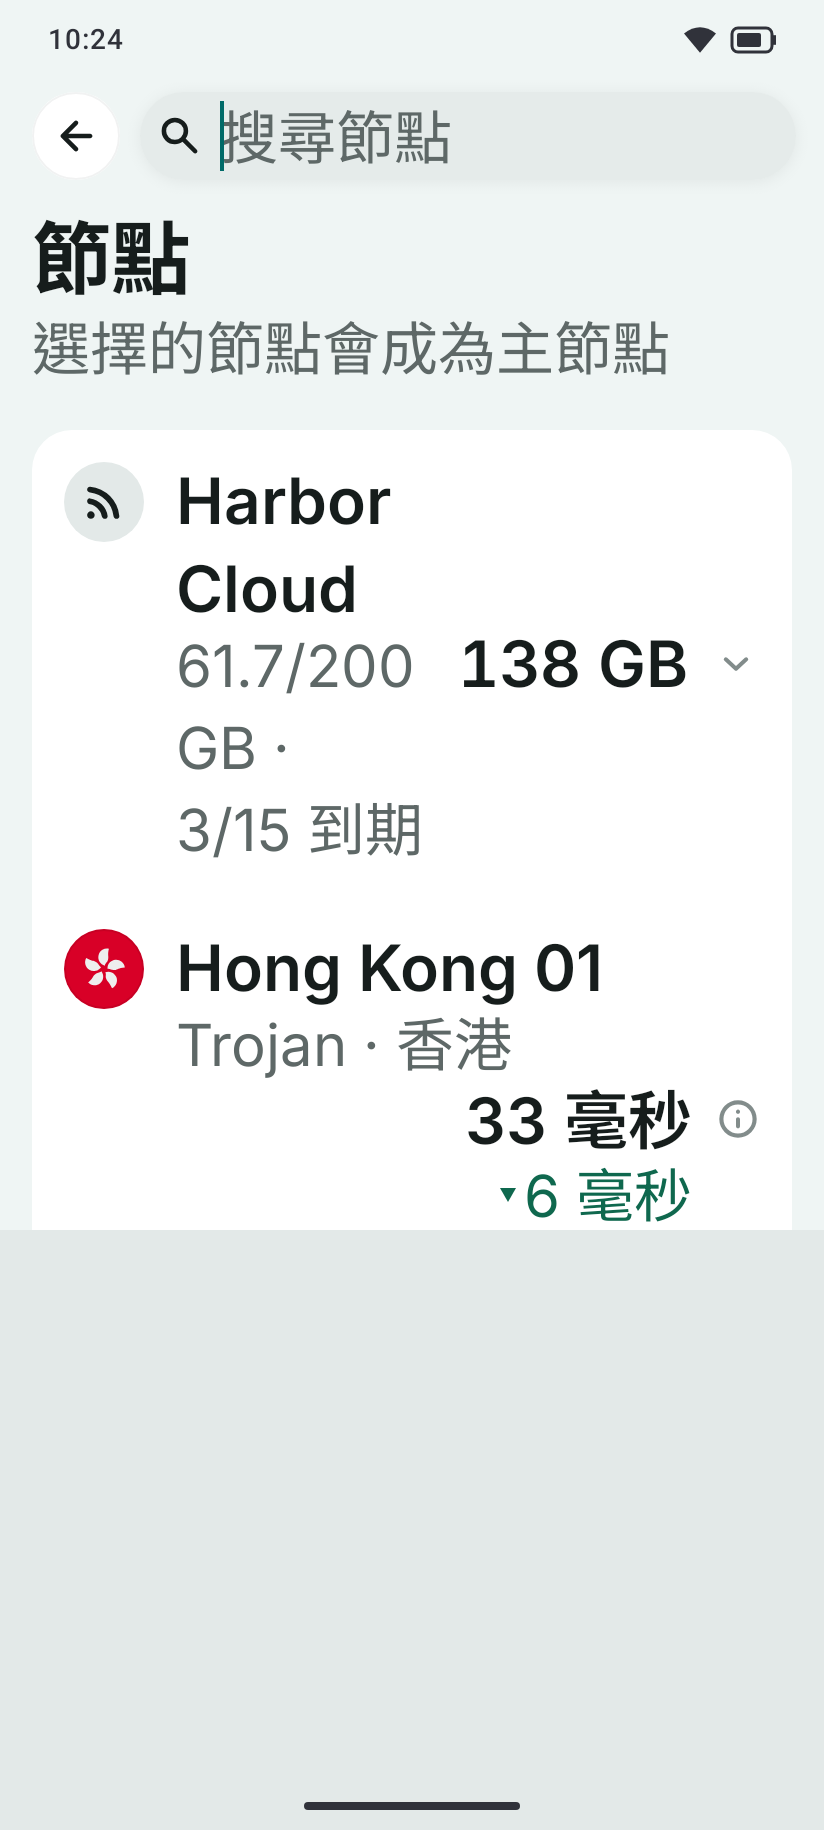 10:24
搜尋節點
節點
選擇的節點會成為主節點
Harbor
Cloud
61.7/200
GB ·
3/15 到期
138 GB
Hong Kong 01
Trojan · 香港
33 毫秒
▼6 毫秒